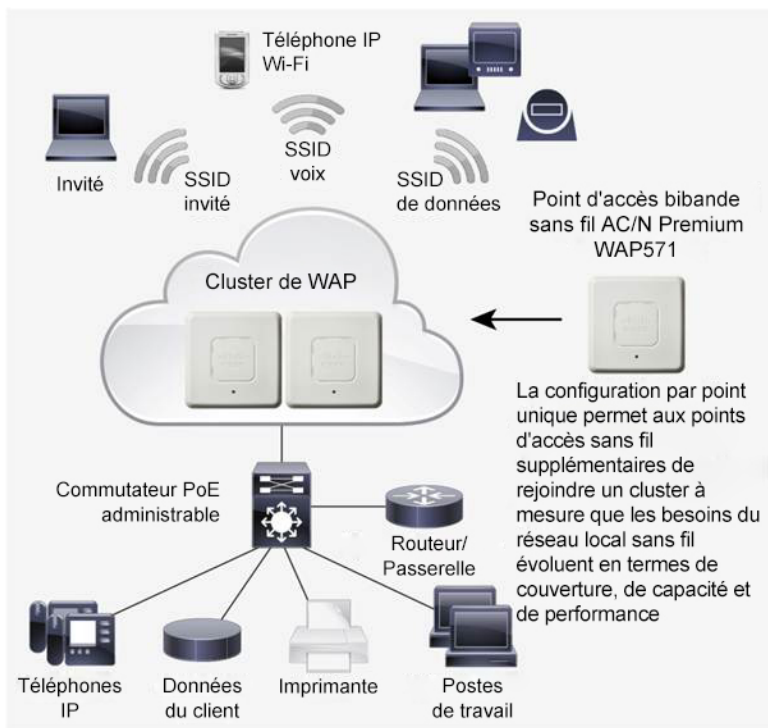 Téléphone IP
Wi-Fi
Invité
SSID
invité
SSID
voix
SSID
de données
Point d'accès bibande
sans fil AC/N Premium
WAP571
Cluster de WAP
La configuration par point
unique permet aux points
d'accès sans fil
supplémentaires de
rejoindre un cluster à
mesure que les besoins du
réseau local sans fil
évoluent en termes de
couverture, de capacité et
de performance
Commutateur PoE
administrable
Routeur/
Passerelle
Téléphones
IP
Données
du client
Imprimante
Postes
de travail